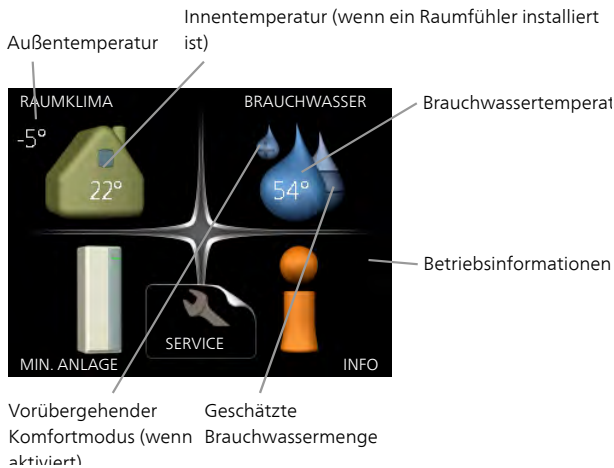 Innentemperatur (wenn ein Raumfühler installiert
ist)
Außentemperatur
RAUMKLIMA
BRAUCHWASSER
Brauchwassertemperat
-5°
22°
54°
Betriebsinformationen
SERVICE
MIN. ANLAGE
INFO
Vorübergehender
Komfortmodus (wenn
aktiviert)
Geschätzte
Brauchwassermenge